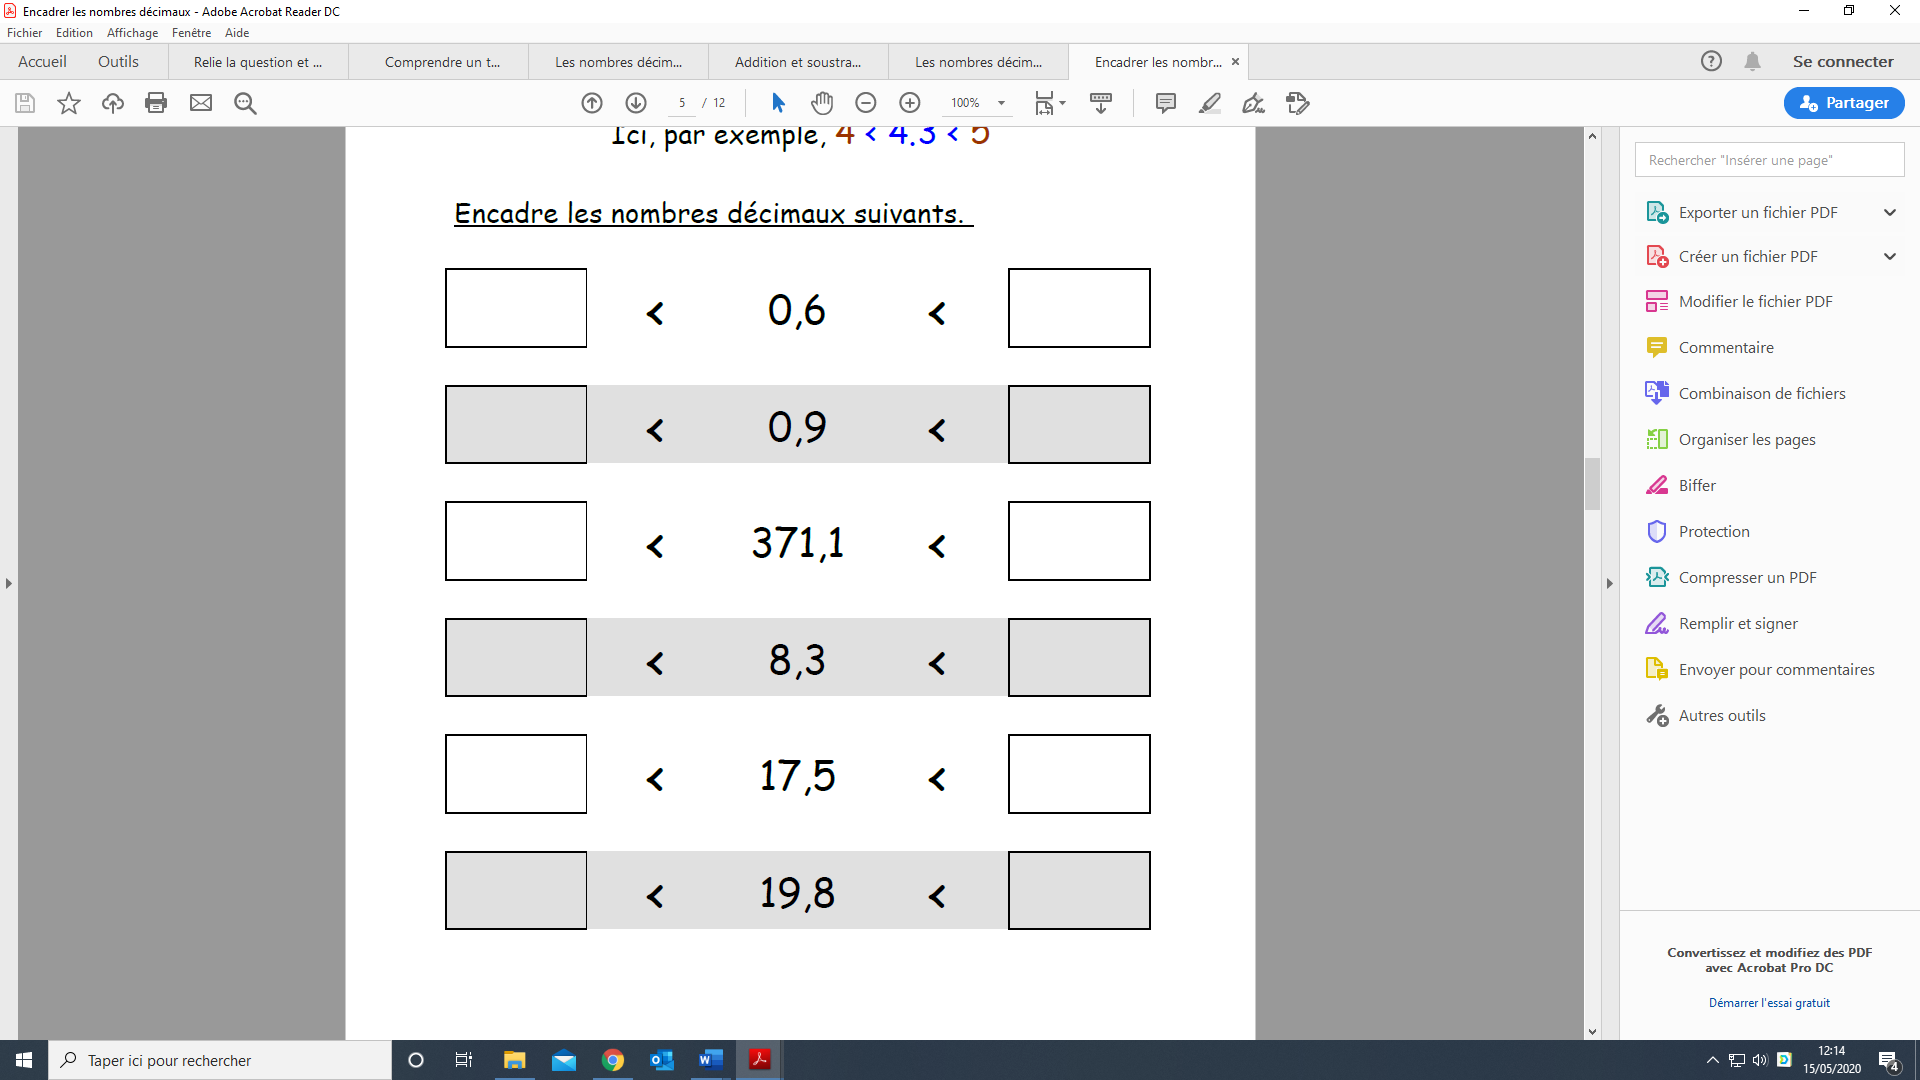 Encadrer les nombres décimaux - Adobe Acrobat Reader DC
Fichier Edition Affichage Fenêtre Aide
Accueil Outils Relie la question et ... Comprendre un t... Les nombres décim... Addition et soustra... Les nombres décim... Encadrer les nombr... Se connecter
5 / 12 100% Partager
Ici, par exemple, 4 < 4.3 < 5
Encadre les nombres décimaux suivants.
< 0,6 <
< 0,9 <
< 371,1 <
< 8,3 <
< 17,5 <
< 19,8 <
Rechercher "Insérer une page"
Exporter un fichier PDF
Créer un fichier PDF
Modifier le fichier PDF
Commentaire
Combinaison de fichiers
Organiser les pages
Biffer
Protection
Compresser un PDF
Remplir et signer
Envoyer pour commentaires
Autres outils
Convertissez et modifiez des PDF
avec Acrobat Pro DC
Démarrer l'essai gratuit
Taper ici pour rechercher
12:14
15/05/2020
4